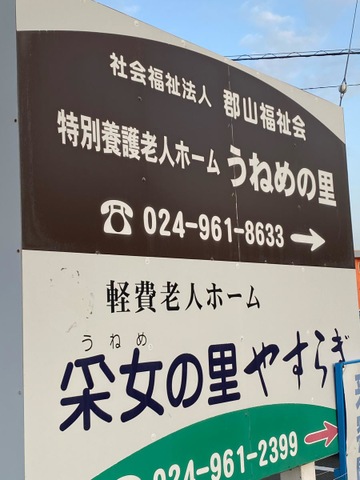 社会福祉法人 郡山福祉会
特別養護老人ホーム うねめの里
☎ 024-961-8633 →
軽費老人ホーム
うねめ
采女の里やすらぎ
024-961-2399 →